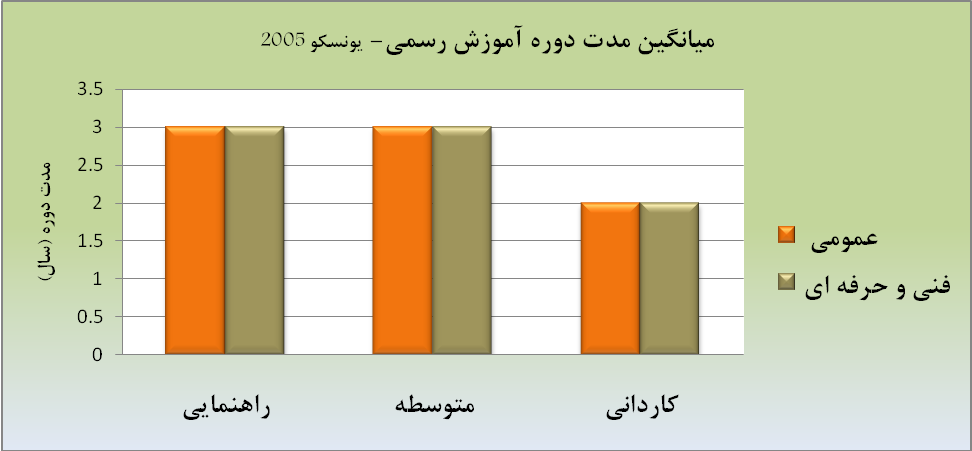 میانگین مدت دوره آموزش رسمی– یونسکو 2005
مدت دوره (سال)
3.5
3
2.5
2
1.5
1
0.5
0
راهنمایی
متوسطه
کاردانی
عمومی
فنی و حرفه ای